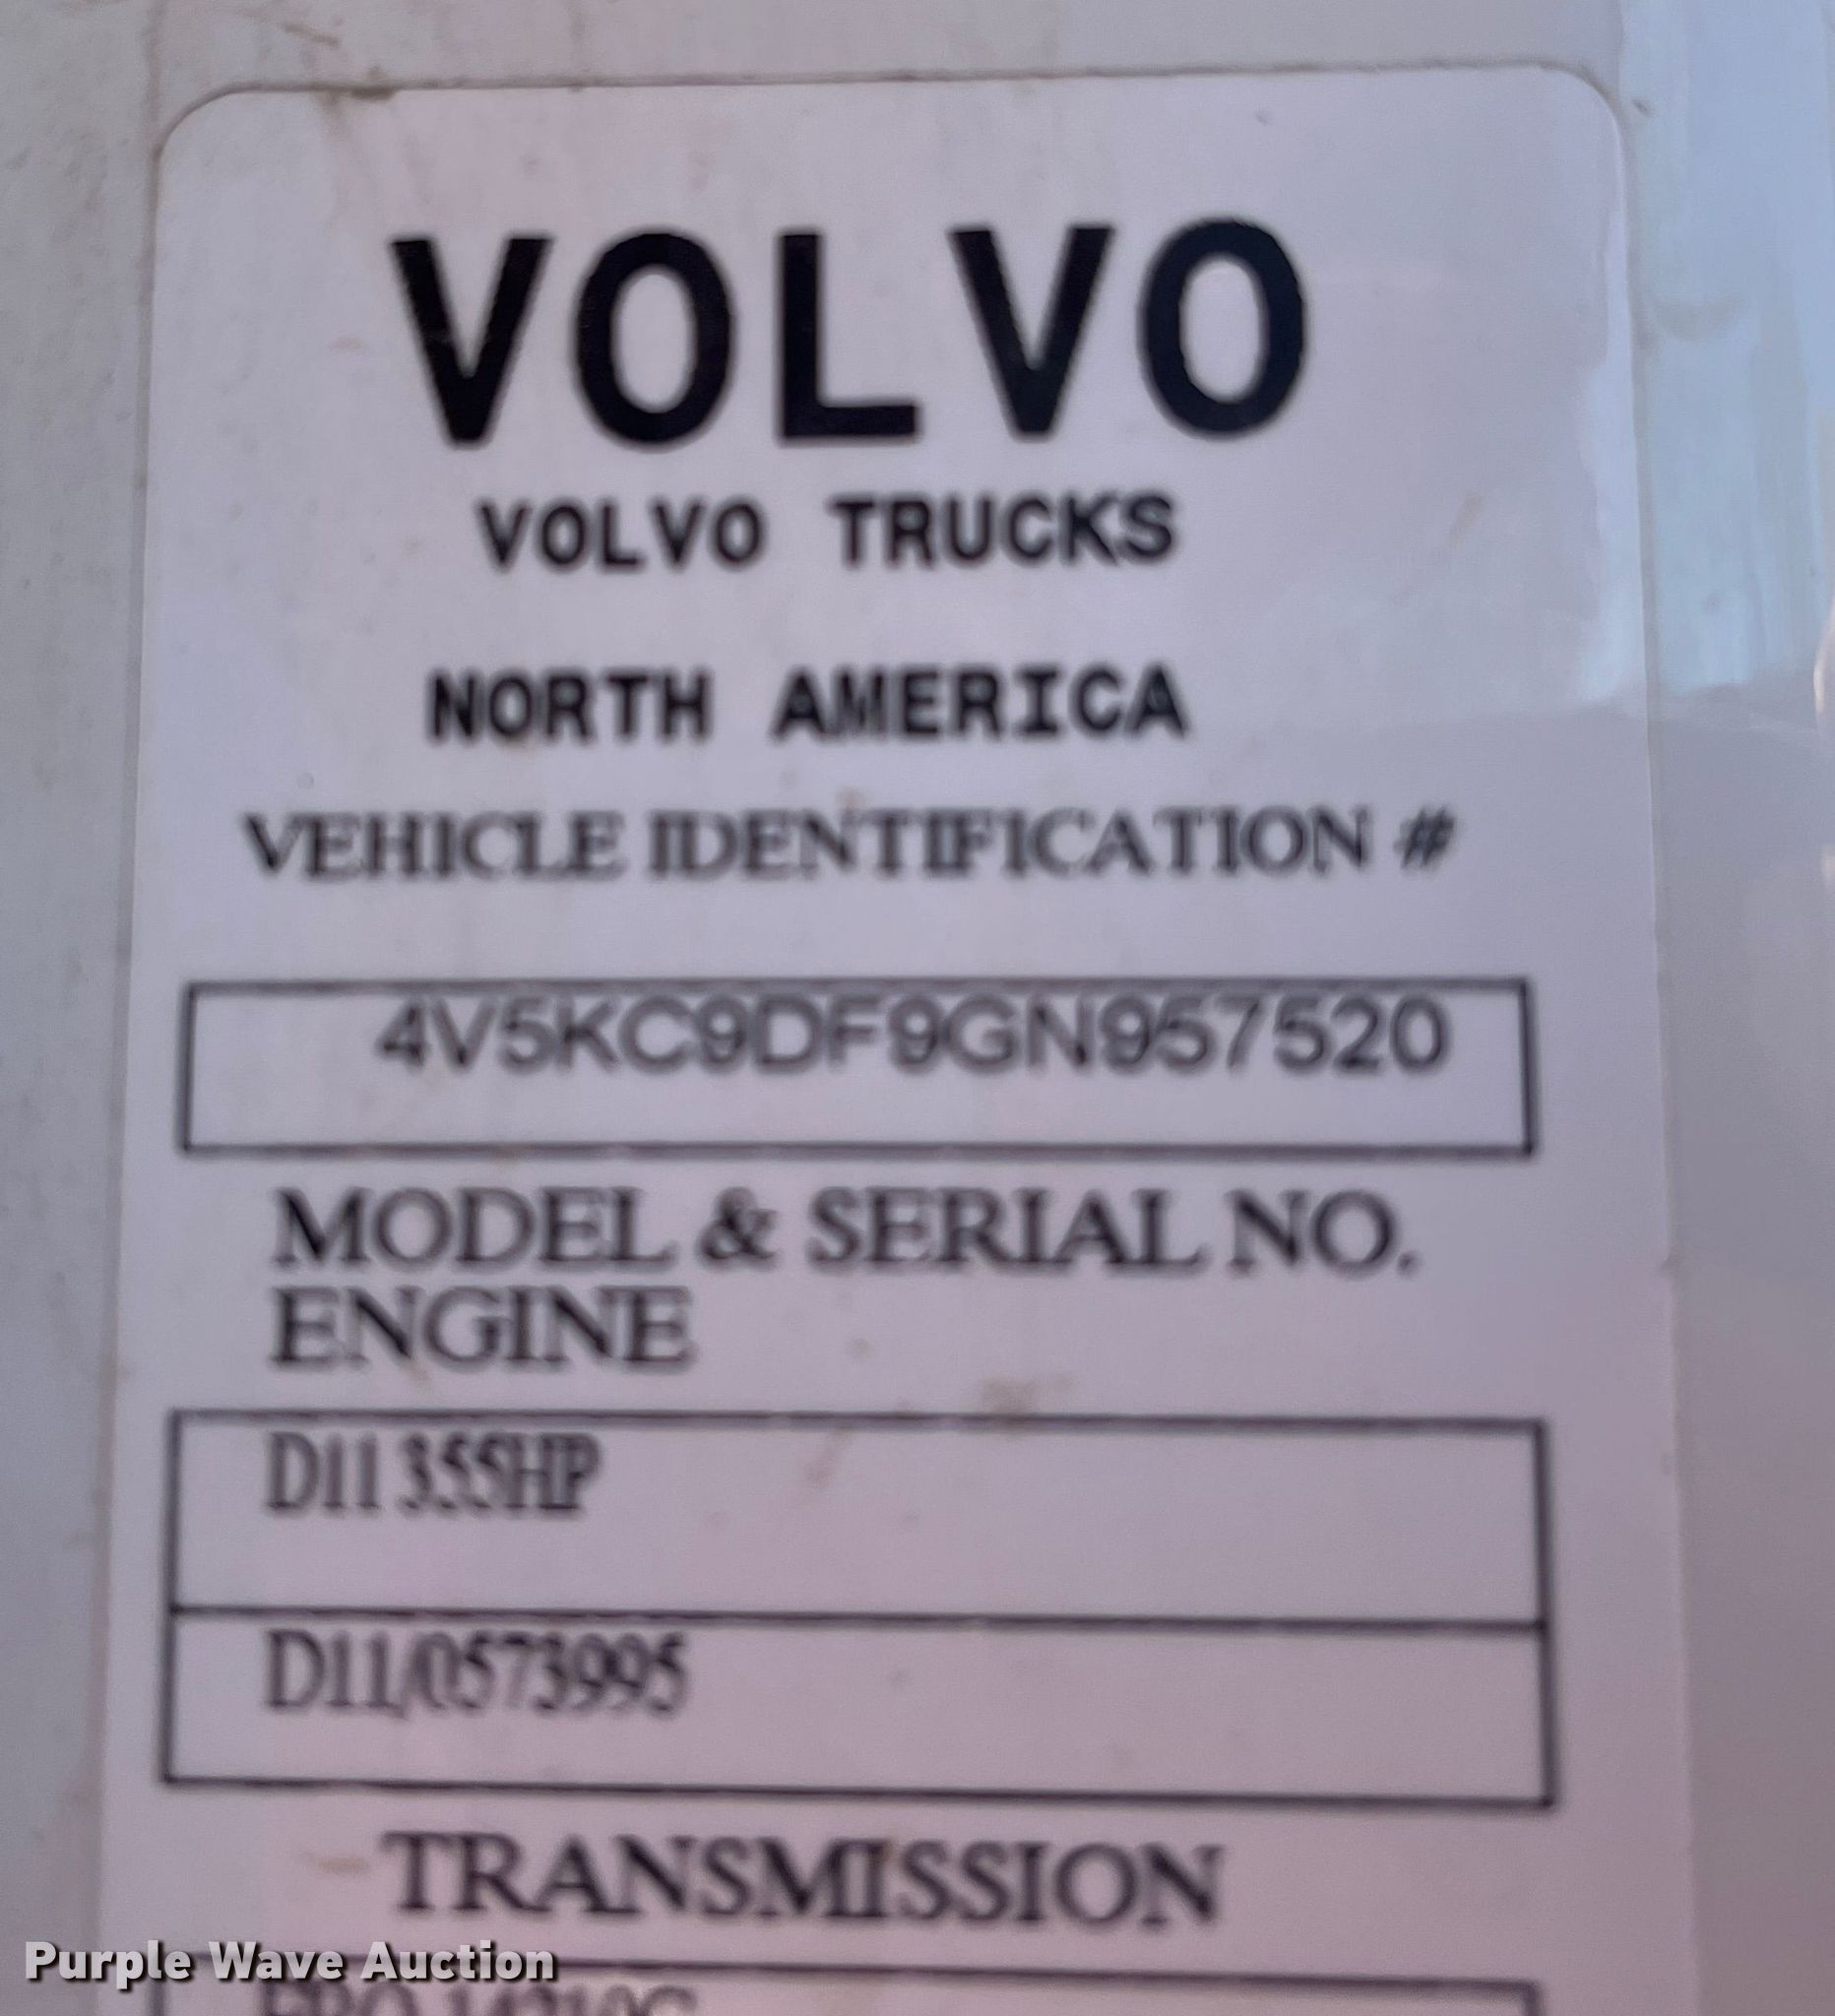 VOLVO
VOLVO TRUCKS
NORTH AMERICA
VEHICLE IDENTIFICATION #
4V5KC9DF9GN957520
MODEL & SERIAL NO.
ENGINE
D11 355HP
D11/0573995
TRANSMISSION
Purple Wave Auction